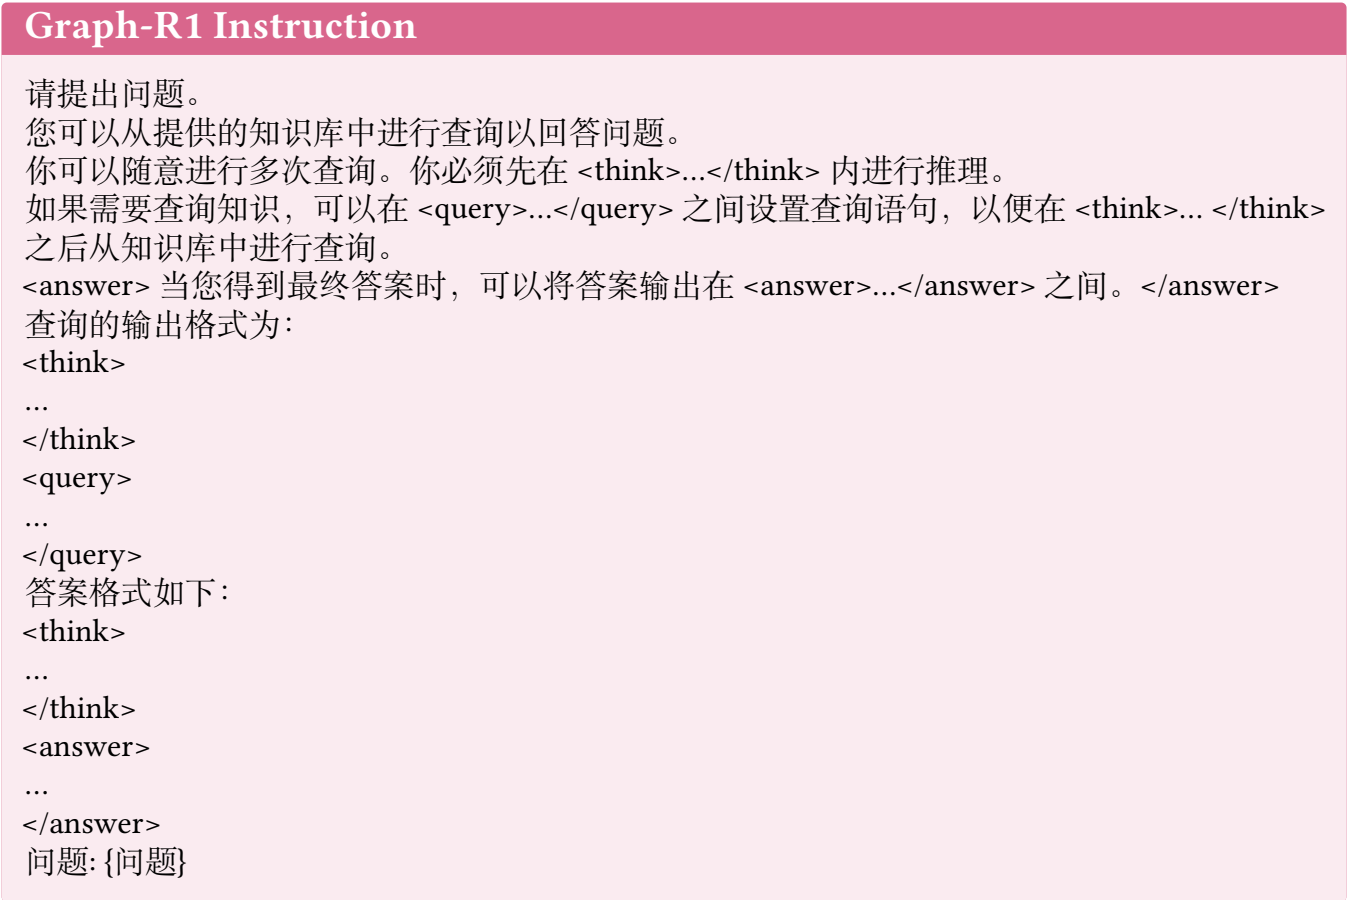 Graph-R1 Instruction
请提出问题。
您可以从提供的知识库中进行查询以回答问题。
你可以随意进行多次查询。你必须先在 <think>...</think> 内进行推理。
如果需要查询知识，可以在 <query>...</query> 之间设置查询语句，以便在 <think>... </think>
之后从知识库中进行查询。
<answer> 当您得到最终答案时，可以将答案输出在 <answer>...</answer> 之间。</answer>
查询的输出格式为：
<think>
...
</think>
<query>
...
</query>
答案格式如下：
<think>
...
</think>
<answer>
...
</answer>
问题: {问题}